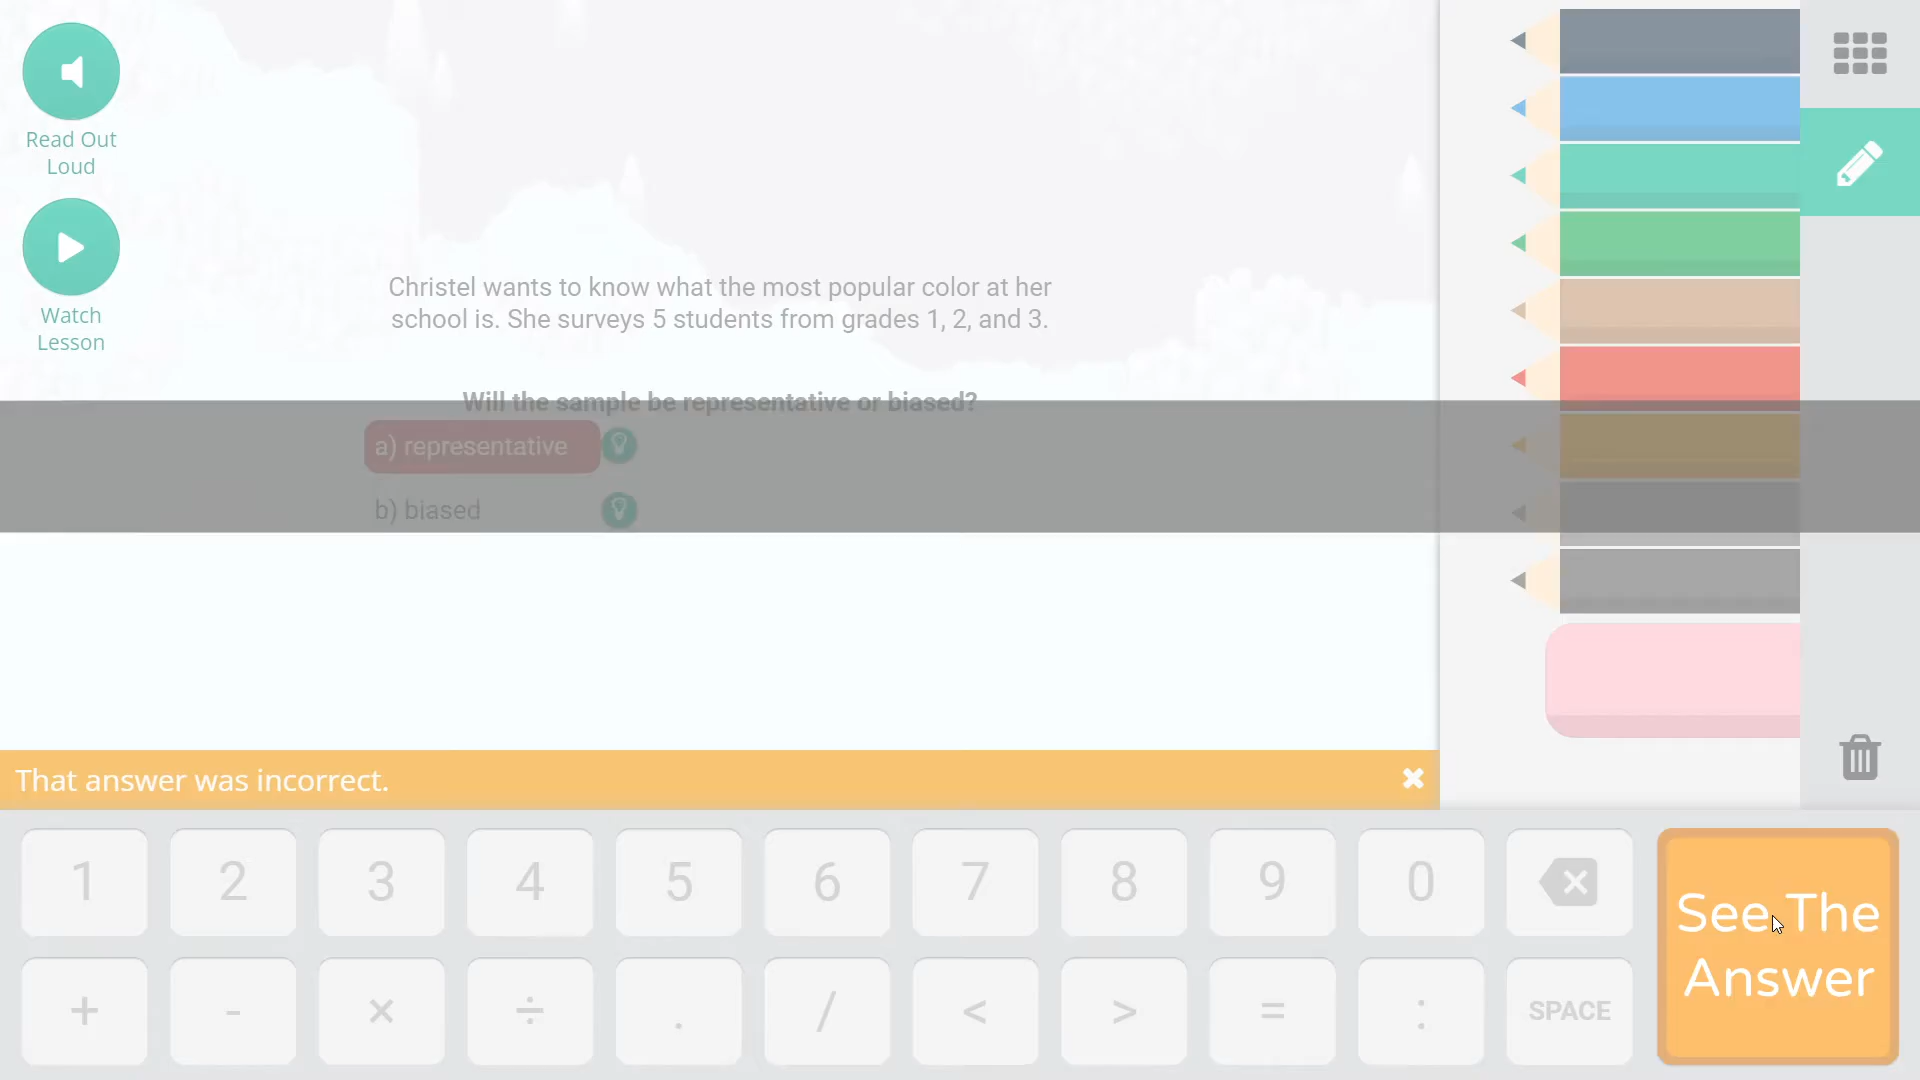 Read Out
Loud
Watch
Lesson
Christel wants to know what the most popular color at her
school is. She surveys 5 students from grades 1, 2, and 3.
Will the sample be representative or biased?
a) representative
b) biased
That answer was incorrect.
1 2 3 4 5 6 7 8 9 0
+ - × ÷ . / < > = : SPACE
See The
Answer